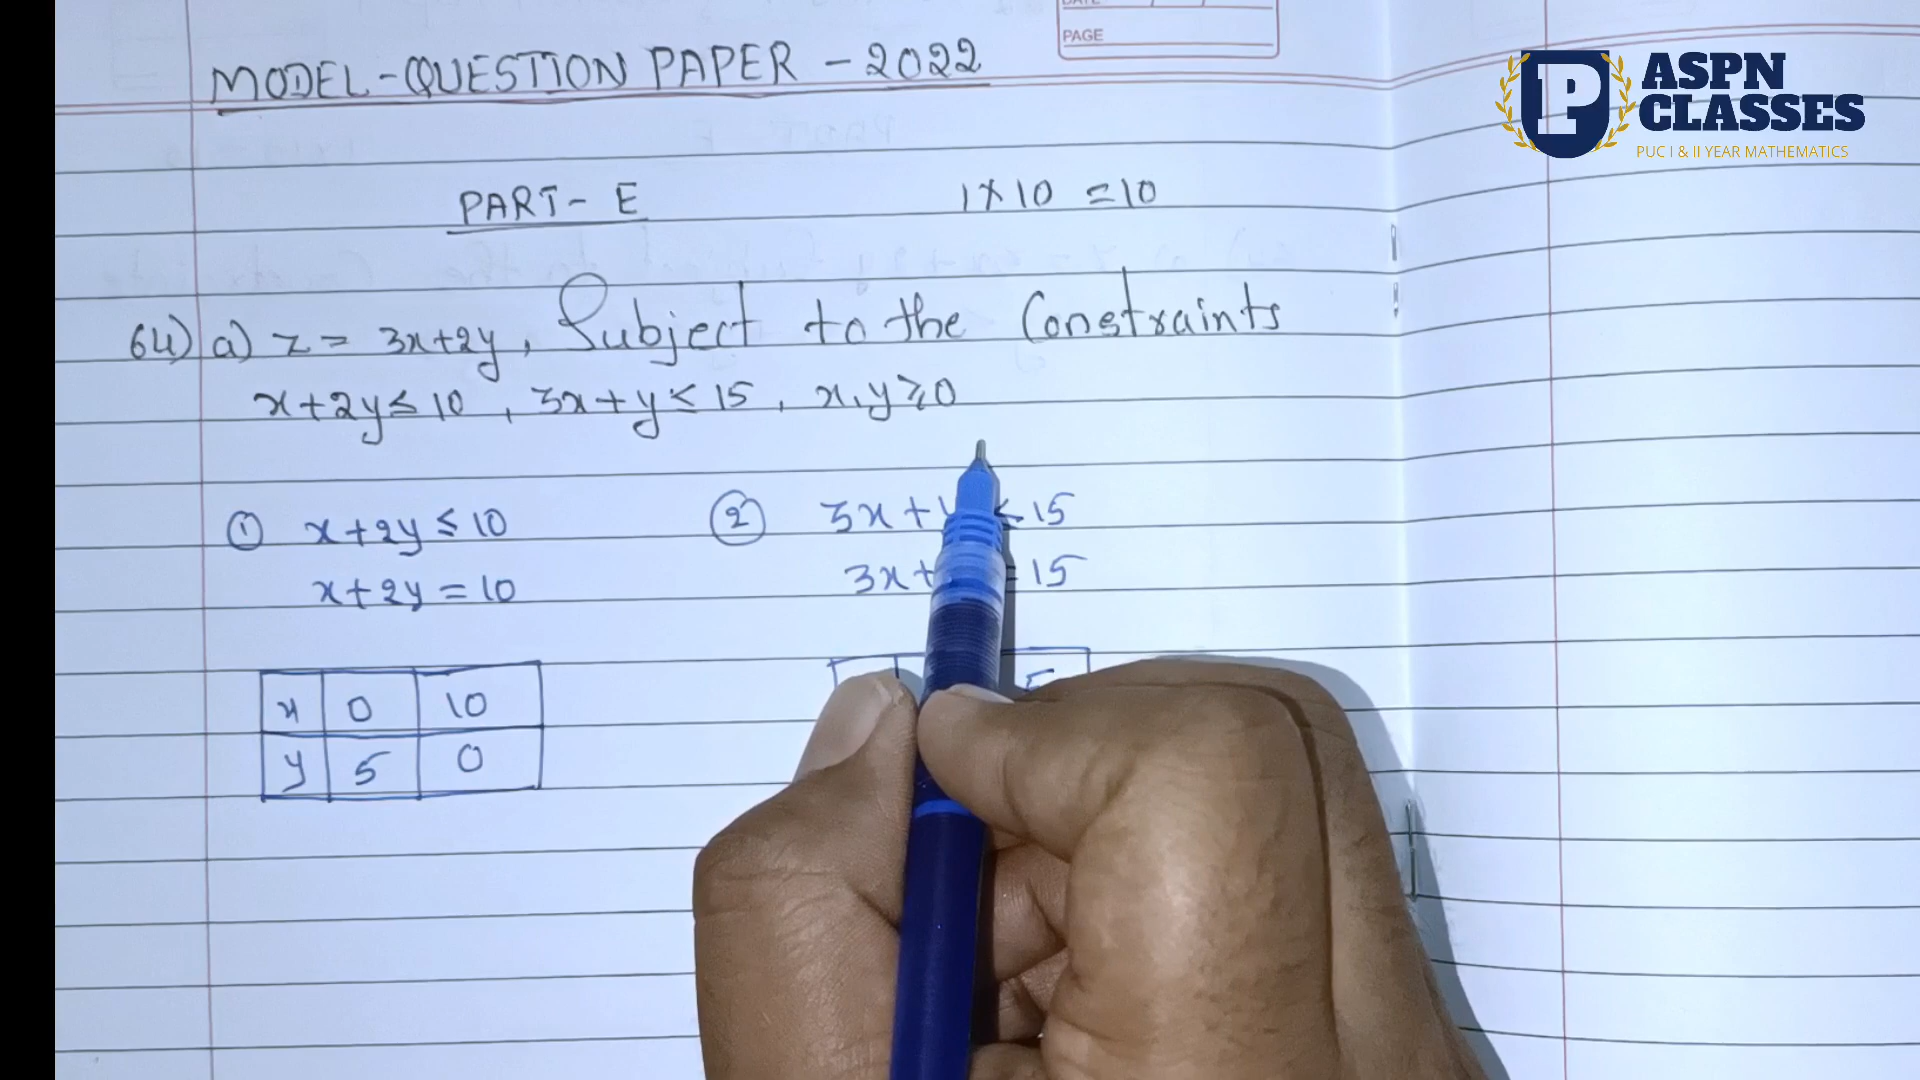 PAGE
MODEL-QUESTION PAPER - 2022
ASPN
CLASSES
PUC I & II YEAR MATHEMATICS
PART- E 1×10 =10
64) a) z = 3x+2y, Subject to the Constraints
x+2y≤10, 3x+y≤15, x,y≥0
① x+2y≤10 ② 3x+ ≤15
x+2y=10 3x+ =15
x 0 10
y 5 0